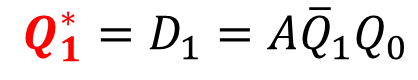 Q₁* = D₁ = AQ̅₁Q₀